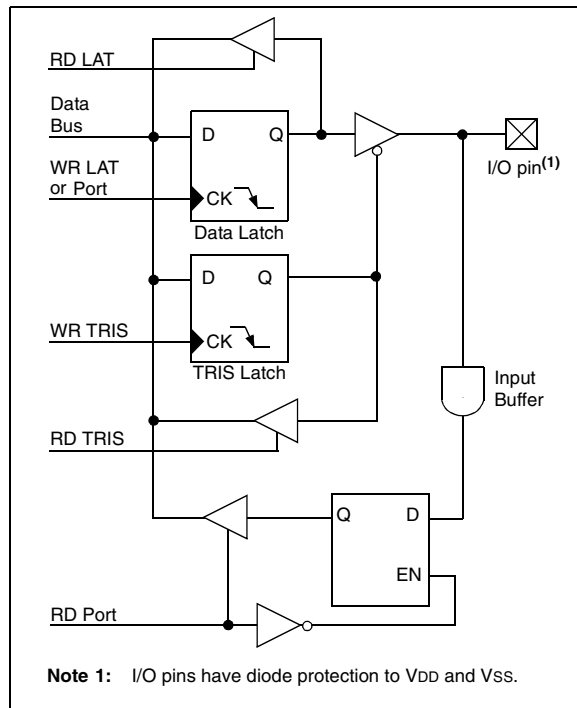 RD LAT
Data
Bus
D Q
WR LAT
or Port
CK
I/O pin(1)
Data Latch
D Q
WR TRIS
CK
TRIS Latch
Input
Buffer
RD TRIS
Q D
EN
RD Port
Note 1: I/O pins have diode protection to VDD and VSS.